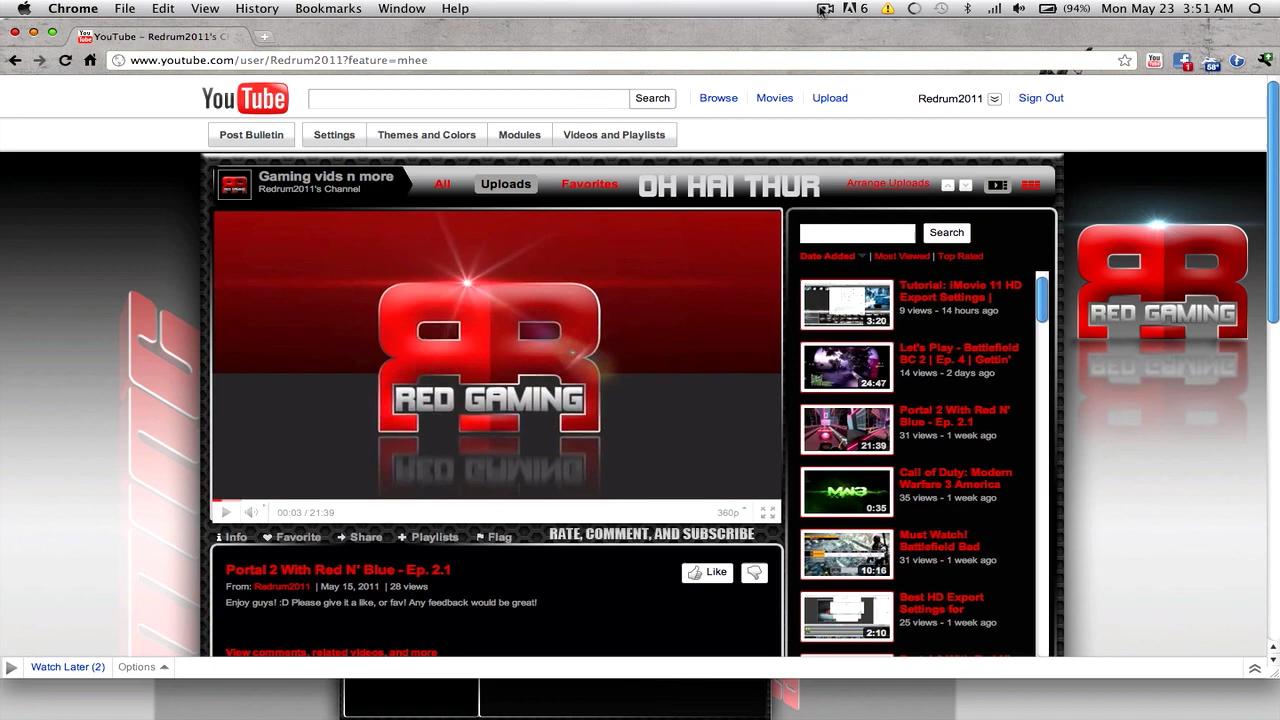 Chrome File Edit View History Bookmarks Window Help
6 (94%) Mon May 23 3:51 AM
YouTube - Redrum2011's C
www.youtube.com/user/Redrum2011?feature=mhee
You
1
58*
YouTube
Search
Browse Movies Upload
Redrum2011 Sign Out
Post Bulletin Settings Themes and Colors Modules Videos and Playlists
Gaming vids n more
Redrum2011's Channel
All Uploads Favorites
OH HAI THUR
Arrange Uploads
RED GAMING
RED GAMING
00:03 / 21:39
360p
Info Favorite Share Playlists Flag
RATE, COMMENT, AND SUBSCRIBE
Portal 2 With Red N' Blue - Ep. 2.1
From: Redrum2011 | May 15, 2011 | 28 views
Enjoy guys! :D Please give it a like, or fav! Any feedback would be great!
Like
View comments, related videos, and more
Search
Date Added | Most Viewed | Top Rated
Tutorial: iMovie 11 HD
Export Settings |
9 views - 14 hours ago
3:20
Let's Play - Battlefield
BC 2 | Ep. 4 | Gettin'
14 views - 2 days ago
24:47
Portal 2 With Red N'
Blue - Ep. 2.1
31 views - 1 week ago
21:39
Call of Duty: Modern
Warfare 3 America
35 views - 1 week ago
MW3
0:35
Must Watch!
Battlefield Bad
31 views - 1 week ago
10:16
Best HD Export
Settings for
25 views - 1 week ago
2:10
Watch Later (2) Options